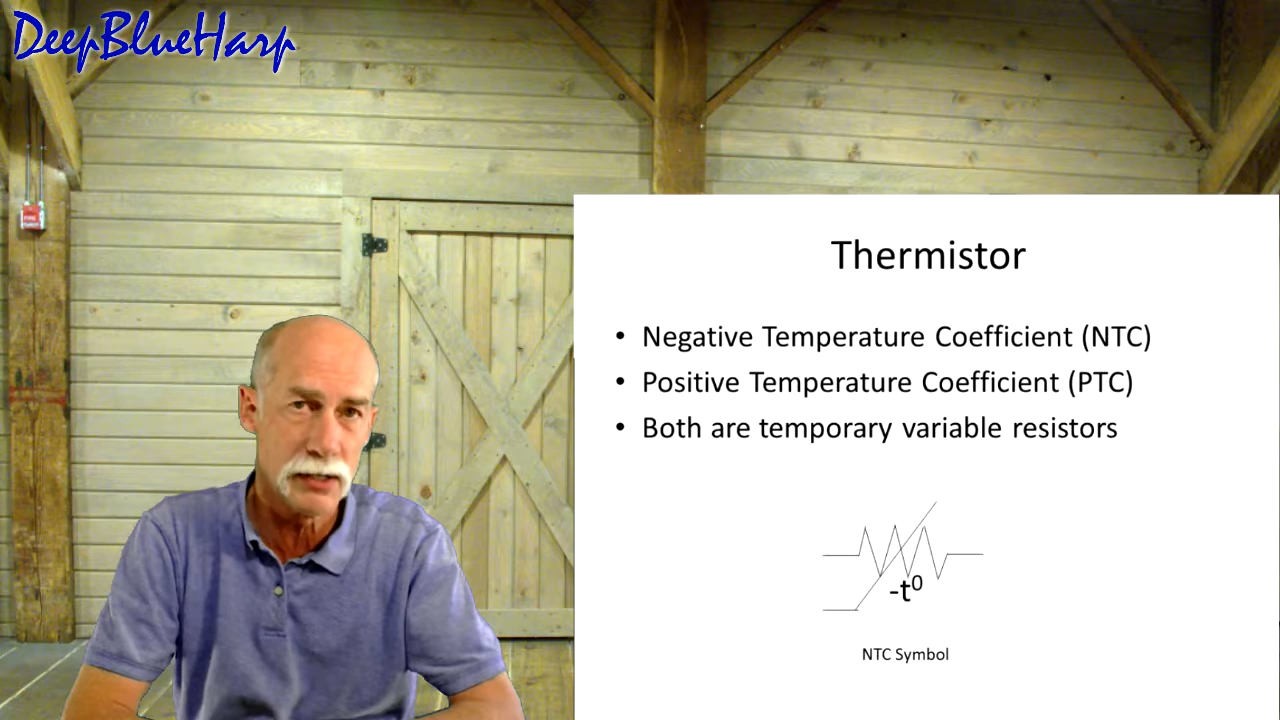 DeepBlueHarp
Thermistor
• Negative Temperature Coefficient (NTC)
• Positive Temperature Coefficient (PTC)
• Both are temporary variable resistors
-t⁰
NTC Symbol